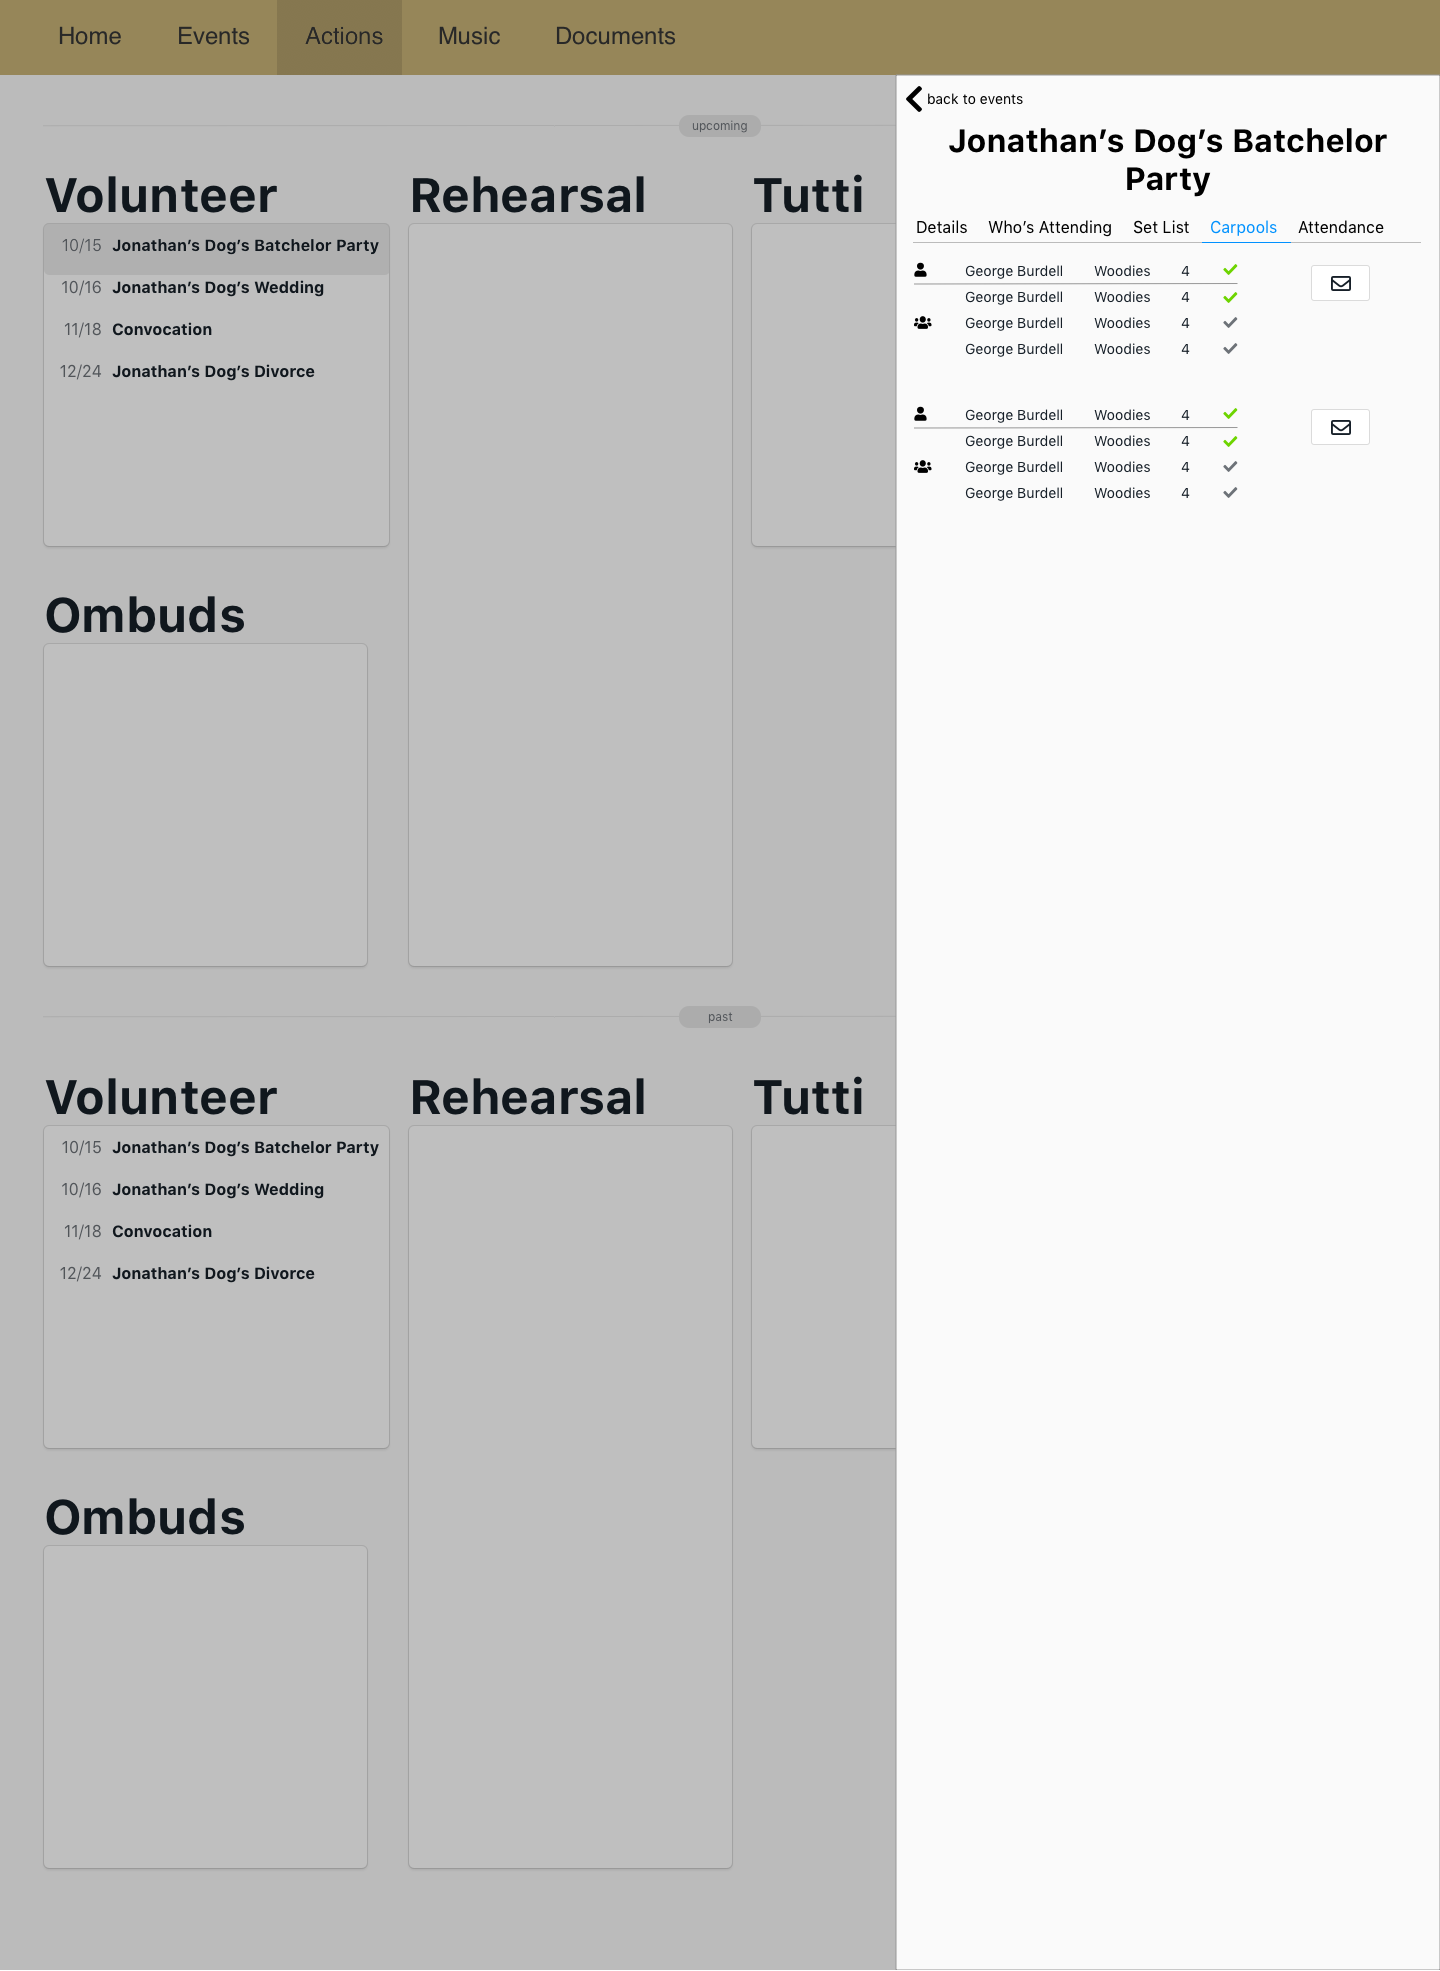 Home Events Actions Music Documents
upcoming
Volunteer Rehearsal Tutti
10/15 Jonathan’s Dog’s Batchelor Party
10/16 Jonathan’s Dog’s Wedding
11/18 Convocation
12/24 Jonathan’s Dog’s Divorce
Ombuds
past
Volunteer Rehearsal Tutti
10/15 Jonathan’s Dog’s Batchelor Party
10/16 Jonathan’s Dog’s Wedding
11/18 Convocation
12/24 Jonathan’s Dog’s Divorce
Ombuds
back to events
Jonathan’s Dog’s Batchelor
Party
Details Who’s Attending Set List Carpools Attendance
George Burdell Woodies 4
George Burdell Woodies 4
George Burdell Woodies 4
George Burdell Woodies 4
George Burdell Woodies 4
George Burdell Woodies 4
George Burdell Woodies 4
George Burdell Woodies 4